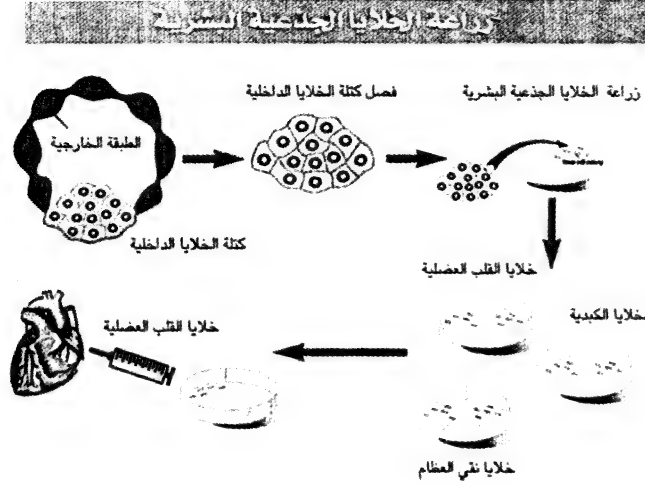 زراعة الخلايا الجذعية البشرية
فصل كتلة الخلايا الداخلية
زراعة الخلايا الجذعية البشرية
الطبقة الخارجية
كتلة الخلايا الداخلية
خلايا القلب العضلية
خلايا الكبدية
خلايا القلب العضلية
خلايا نقي العظام